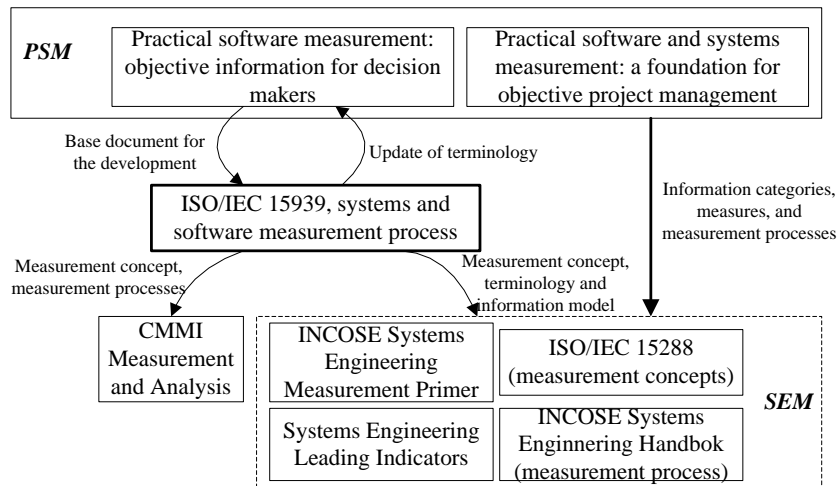 PSM
Practical software measurement:
objective information for decision
makers
Practical software and systems
measurement: a foundation for
objective project management
Base document for
the development
Update of terminology
Information categories,
measures, and
measurement processes
ISO/IEC 15939, systems and
software measurement process
Measurement concept,
measurement processes
Measurement concept,
terminology and
information model
CMMI
Measurement
and Analysis
INCOSE Systems
Engineering
Measurement Primer
ISO/IEC 15288
(measurement concepts)
SEM
Systems Engineering
Leading Indicators
INCOSE Systems
Enginnering Handbok
(measurement process)